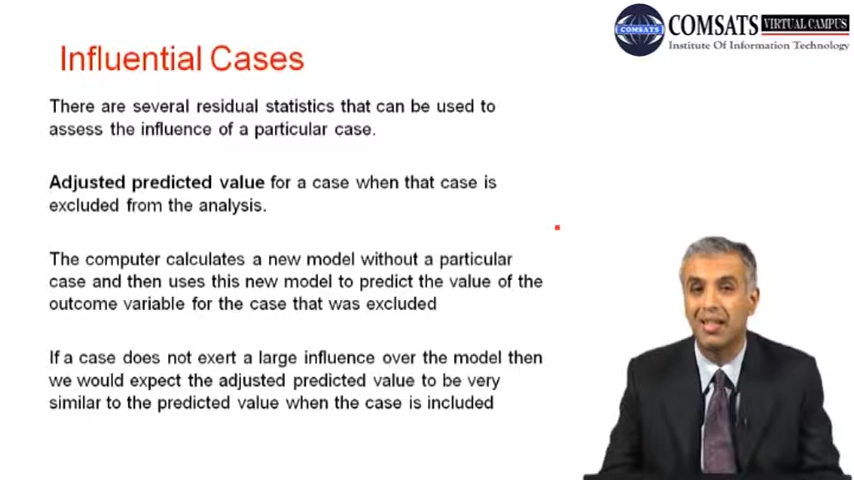 COMSATS VIRTUAL CAMPUS
Institute Of Information Technology
COMSATS
Influential Cases
There are several residual statistics that can be used to
assess the influence of a particular case.
Adjusted predicted value for a case when that case is
excluded from the analysis.
The computer calculates a new model without a particular
case and then uses this new model to predict the value of the
outcome variable for the case that was excluded
If a case does not exert a large influence over the model then
we would expect the adjusted predicted value to be very
similar to the predicted value when the case is included